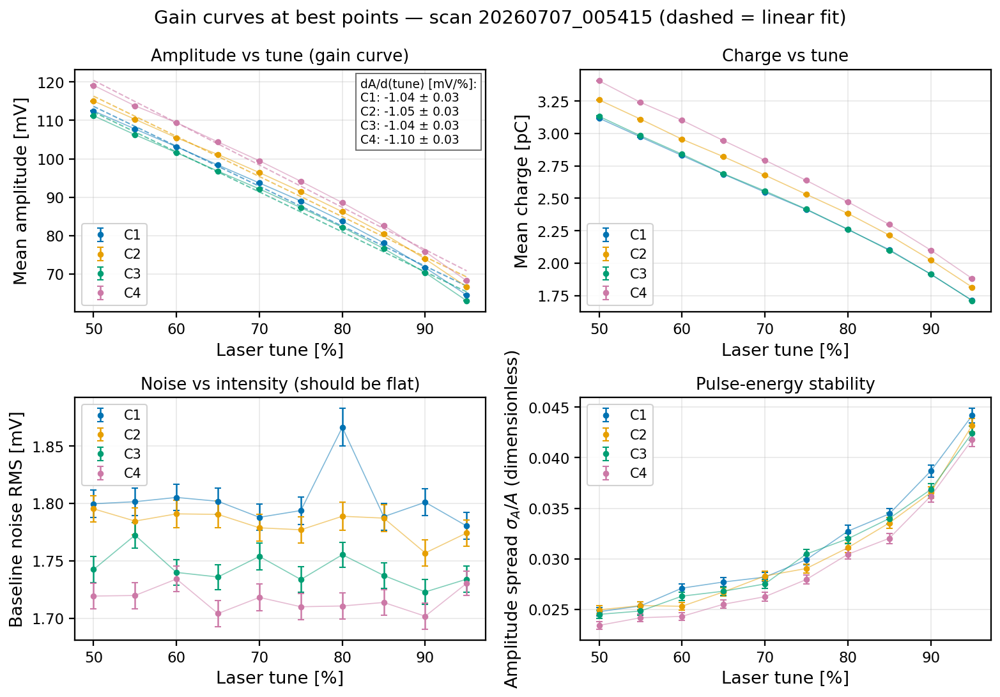 Gain curves at best points — scan 20260707_005415 (dashed = linear fit)
Amplitude vs tune (gain curve)
Mean amplitude [mV]
120
110
100
90
80
70
dA/d(tune) [mV/%]:
C1: -1.04 ± 0.03
C2: -1.05 ± 0.03
C3: -1.04 ± 0.03
C4: -1.10 ± 0.03
C1
C2
C3
C4
50 60 70 80 90
Laser tune [%]
Charge vs tune
Mean charge [pC]
3.25
3.00
2.75
2.50
2.25
2.00
1.75
C1
C2
C3
C4
50 60 70 80 90
Laser tune [%]
Noise vs intensity (should be flat)
Baseline noise RMS [mV]
1.85
1.80
1.75
1.70
C1
C2
C3
C4
50 60 70 80 90
Laser tune [%]
Pulse-energy stability
Amplitude spread σ_A/A (dimensionless)
0.045
0.040
0.035
0.030
0.025
C1
C2
C3
C4
50 60 70 80 90
Laser tune [%]